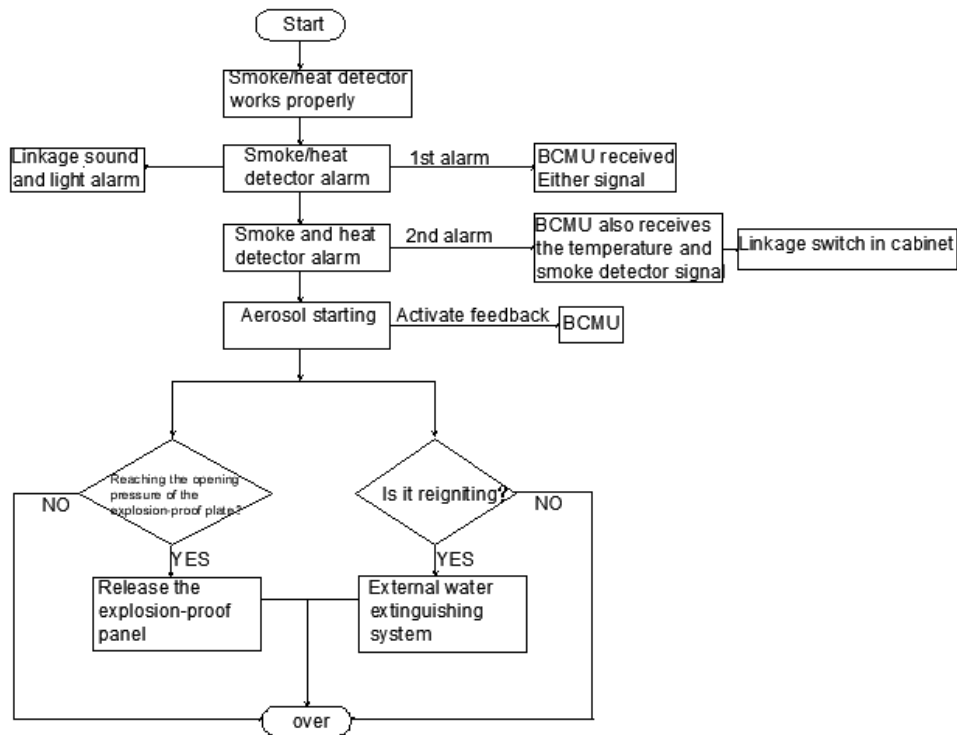 Start
Smoke/heat detector
works properly
Linkage sound
and light alarm
Smoke/heat
detector alarm
1st alarm
BCMU received
Either signal
Smoke and heat
detector alarm
2nd alarm
BCMU also receives
the temperature and
smoke detector signal
Linkage switch in cabinet
Aerosol starting
Activate feedback
BCMU
Reaching the opening
pressure of the
explosion-proof plate?
NO
YES
Is it reigniting?
NO
YES
Release the
explosion-proof
panel
External water
extinguishing
system
over